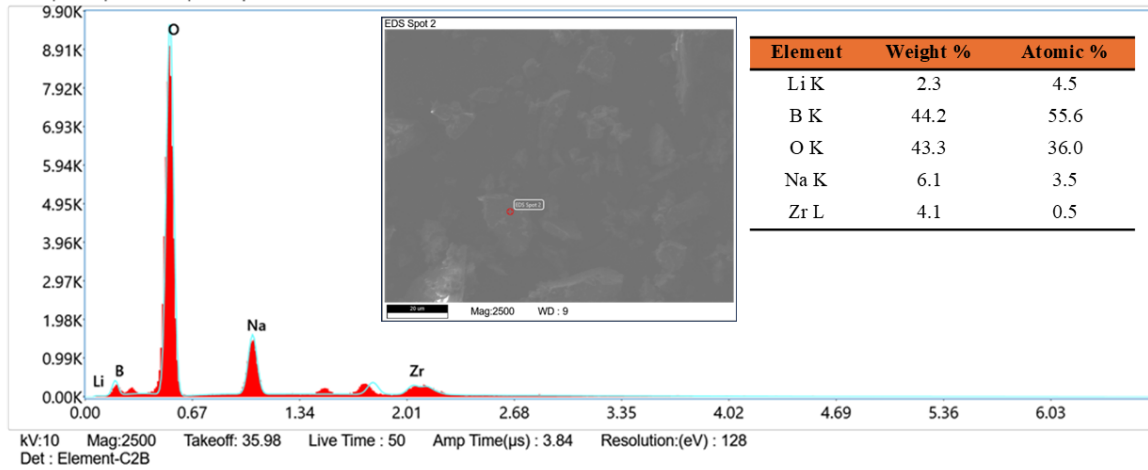 9.90K
8.91K
7.92K
6.93K
5.94K
4.95K
3.96K
2.97K
1.98K
0.99K
0.00K
O
Na
Li
B
Zr
0.00 0.67 1.34 2.01 2.68 3.35 4.02 4.69 5.36 6.03
EDS Spot 2
EDS Spot 2
20 um Mag:2500 WD : 9
Element Weight % Atomic %
Li K 2.3 4.5
B K 44.2 55.6
O K 43.3 36.0
Na K 6.1 3.5
Zr L 4.1 0.5
kV:10 Mag:2500 Takeoff: 35.98 Live Time : 50 Amp Time(µs) : 3.84 Resolution:(eV) : 128
Det : Element-C2B